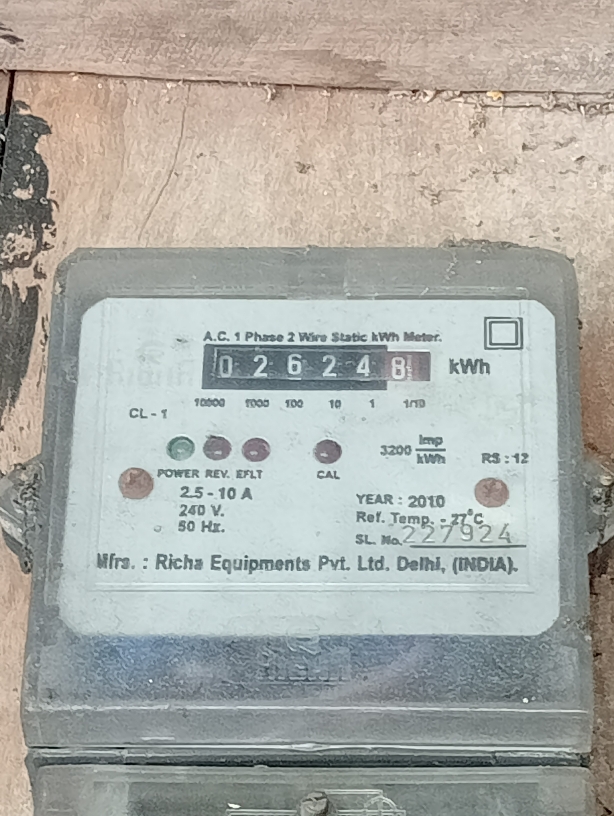 A.C. 1 Phase 2 Wire Static kWh Meter.
0 2 6 2 4 8 kWh
10000 1000 100 10 1 1/10
CL - 1
3200 Imp/kWh
RS : 12
POWER REV. EFLT CAL
2.5 - 10 A
240 V.
50 Hz.
YEAR : 2010
Ref. Temp. - 27°C
SL. No. 227924
Mfrs. : Richa Equipments Pvt. Ltd. Delhi, (INDIA).